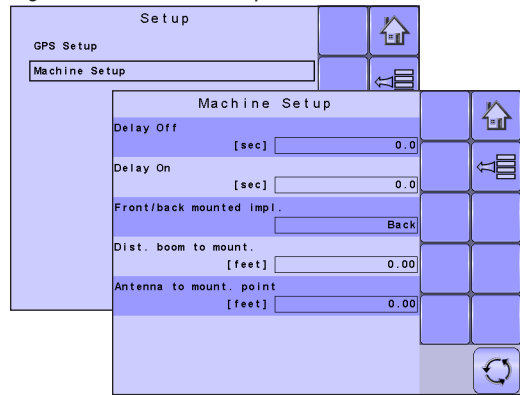 Setup
GPS Setup
Machine Setup
Machine Setup
Delay Off
[sec] 0.0
Delay On
[sec] 0.0
Front/back mounted impl.
Back
Dist. boom to mount.
[feet] 0.00
Antenna to mount. point
[feet] 0.00